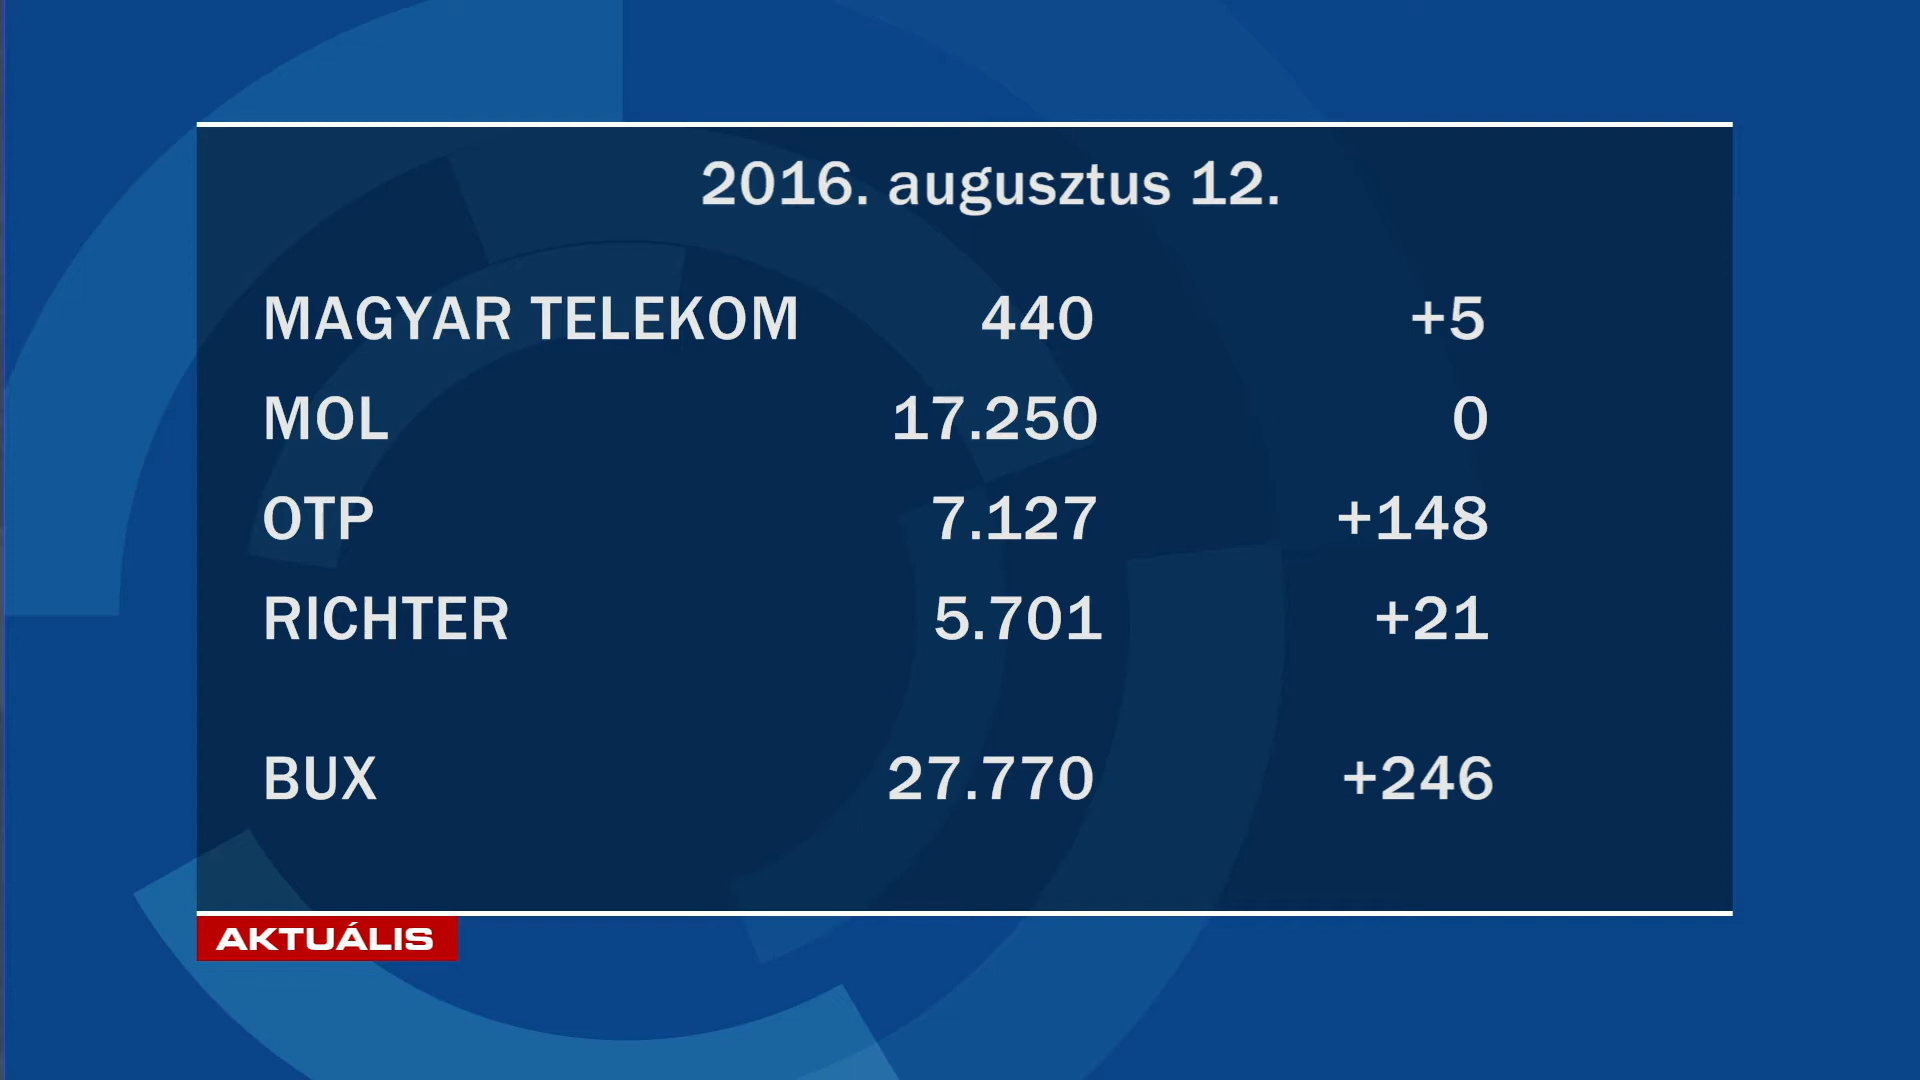 2016. augusztus 12.
MAGYAR TELEKOM 440 +5
MOL 17.250 0
OTP 7.127 +148
RICHTER 5.701 +21
BUX 27.770 +246
AKTUÁLIS